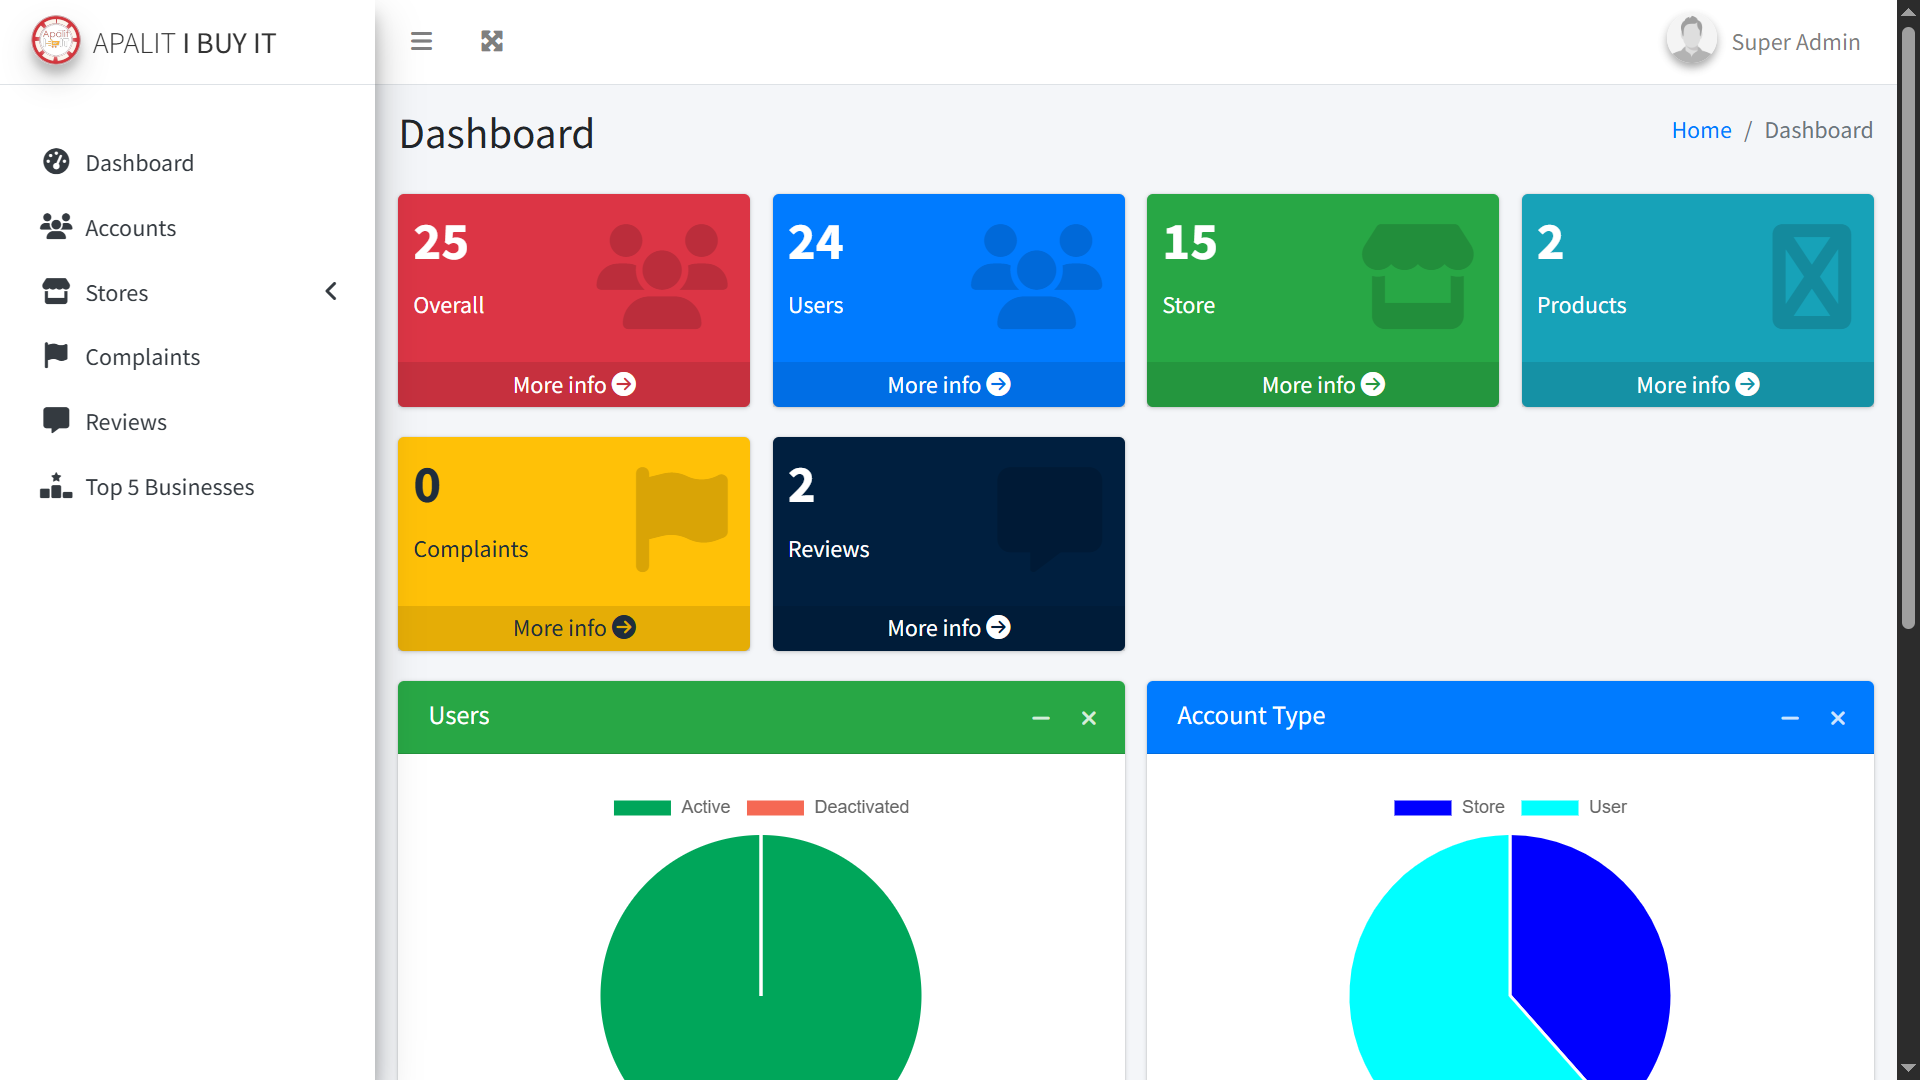 APALIT I BUY IT
Super Admin
Dashboard
Accounts
Stores
Complaints
Reviews
Top 5 Businesses
Dashboard
Home / Dashboard
25
Overall
More info
24
Users
More info
15
Store
More info
2
Products
More info
0
Complaints
More info
2
Reviews
More info
Users
Active
Deactivated
Account Type
Store
User